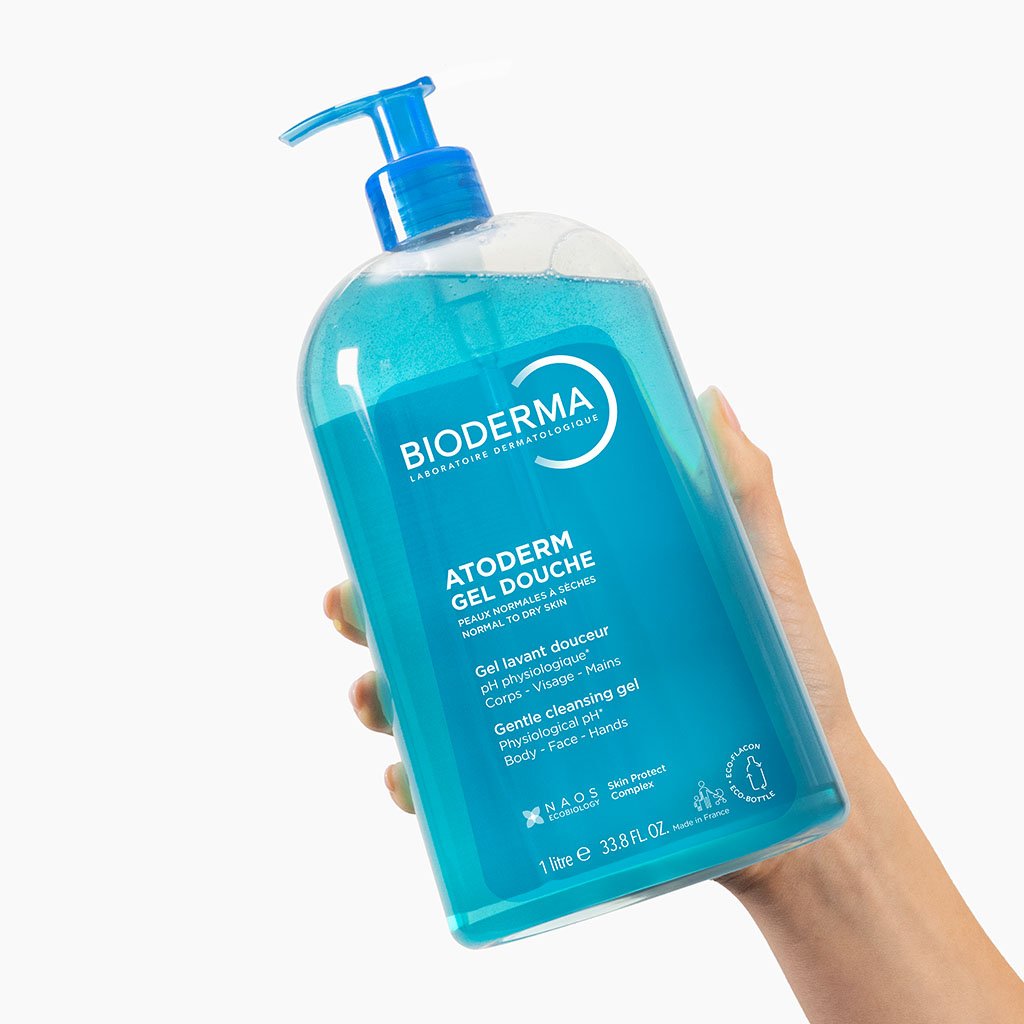 BIODERMA
LABORATOIRE DERMATOLOGIQUE
ATODERM
GEL DOUCHE
PEAUX NORMALES À SÈCHES
NORMAL TO DRY SKIN
Gel lavant douceur
pH physiologique*
Corps - Visage - Mains
Gentle cleansing gel
Physiological pH*
Body - Face - Hands
NAOS
ECOBIOLOGY
Skin Protect
Complex
ECO-FLACON
ECO-BOTTLE
1 litre ℮ 33.8 FL. OZ. Made in France